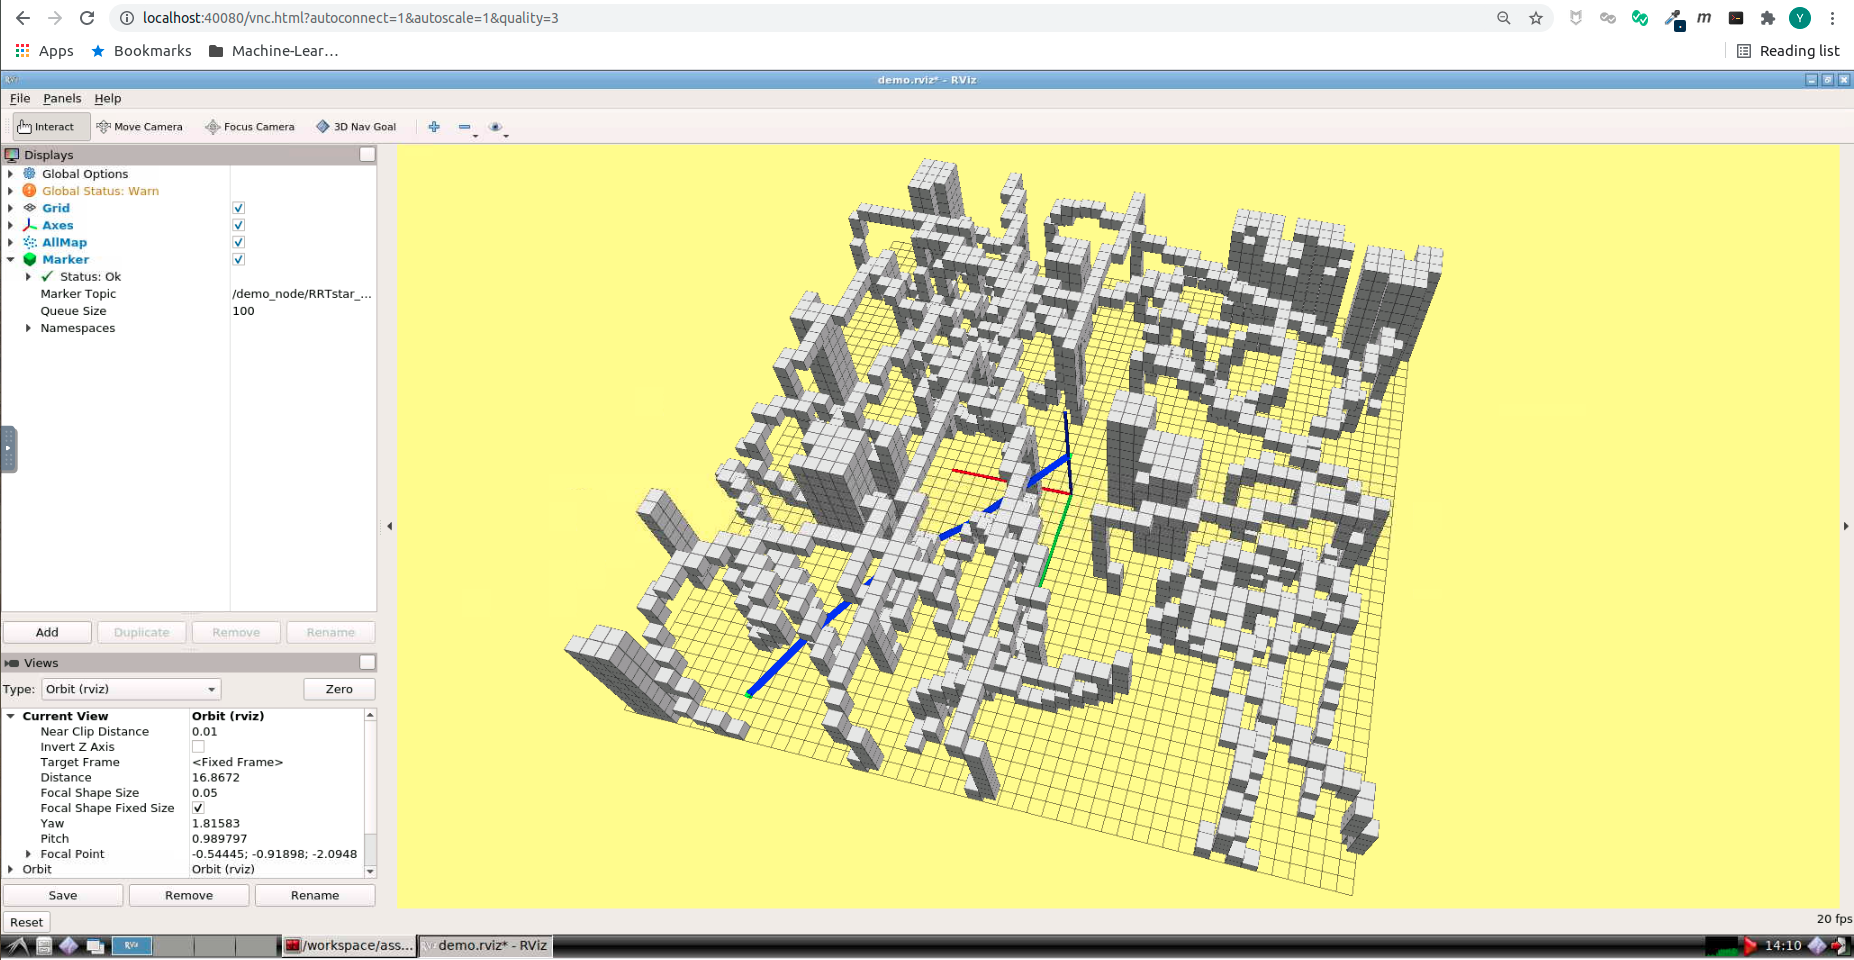 localhost:40080/vnc.html?autoconnect=1&autoscale=1&quality=3
m
Y
Apps
Bookmarks
Machine-Lear…
Reading list
RViz
demo.rviz* - RViz
File Panels Help
Interact Move Camera Focus Camera 3D Nav Goal
Displays
Global Options
Global Status: Warn
Grid
Axes
AllMap
Marker
Status: Ok
Marker Topic /demo_node/RRTstar_...
Queue Size 100
Namespaces
Add Duplicate Remove Rename
Views
Type: Orbit (rviz) Zero
Current View Orbit (rviz)
Near Clip Distance 0.01
Invert Z Axis
Target Frame <Fixed Frame>
Distance 16.8672
Focal Shape Size 0.05
Focal Shape Fixed Size
Yaw 1.81583
Pitch 0.989797
Focal Point -0.54445; -0.91898; -2.0948
Orbit Orbit (rviz)
Save Remove Rename
Reset
20 fps
RViz
/workspace/ass...
demo.rviz* - RViz
14:10